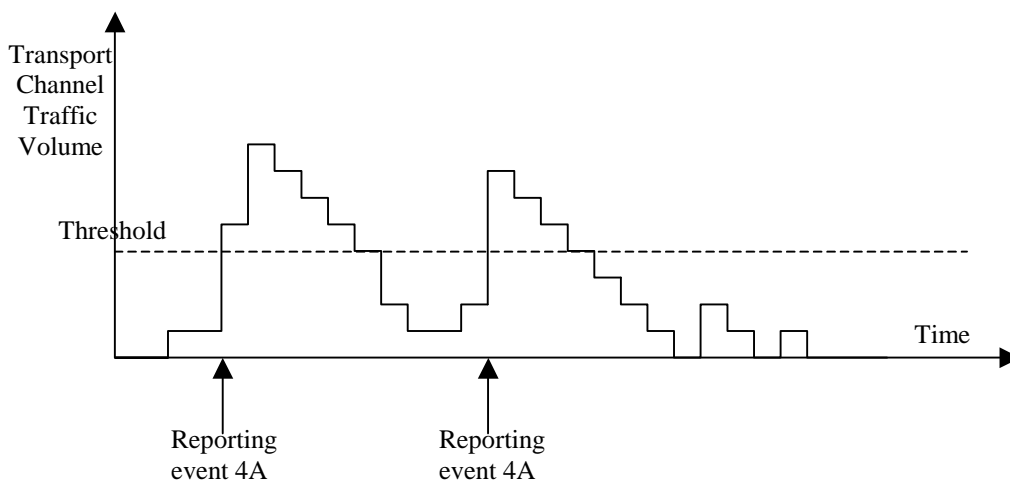 Transport
Channel
Traffic
Volume
Threshold
Time
Reporting
event 4A
Reporting
event 4A